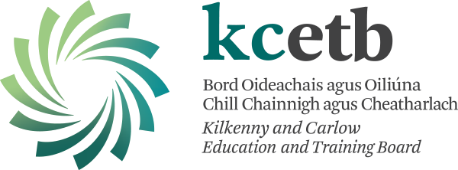 kcetb
Bord Oideachais agus Oiliúna
Chill Chainnigh agus Cheatharlach
Kilkenny and Carlow
Education and Training Board